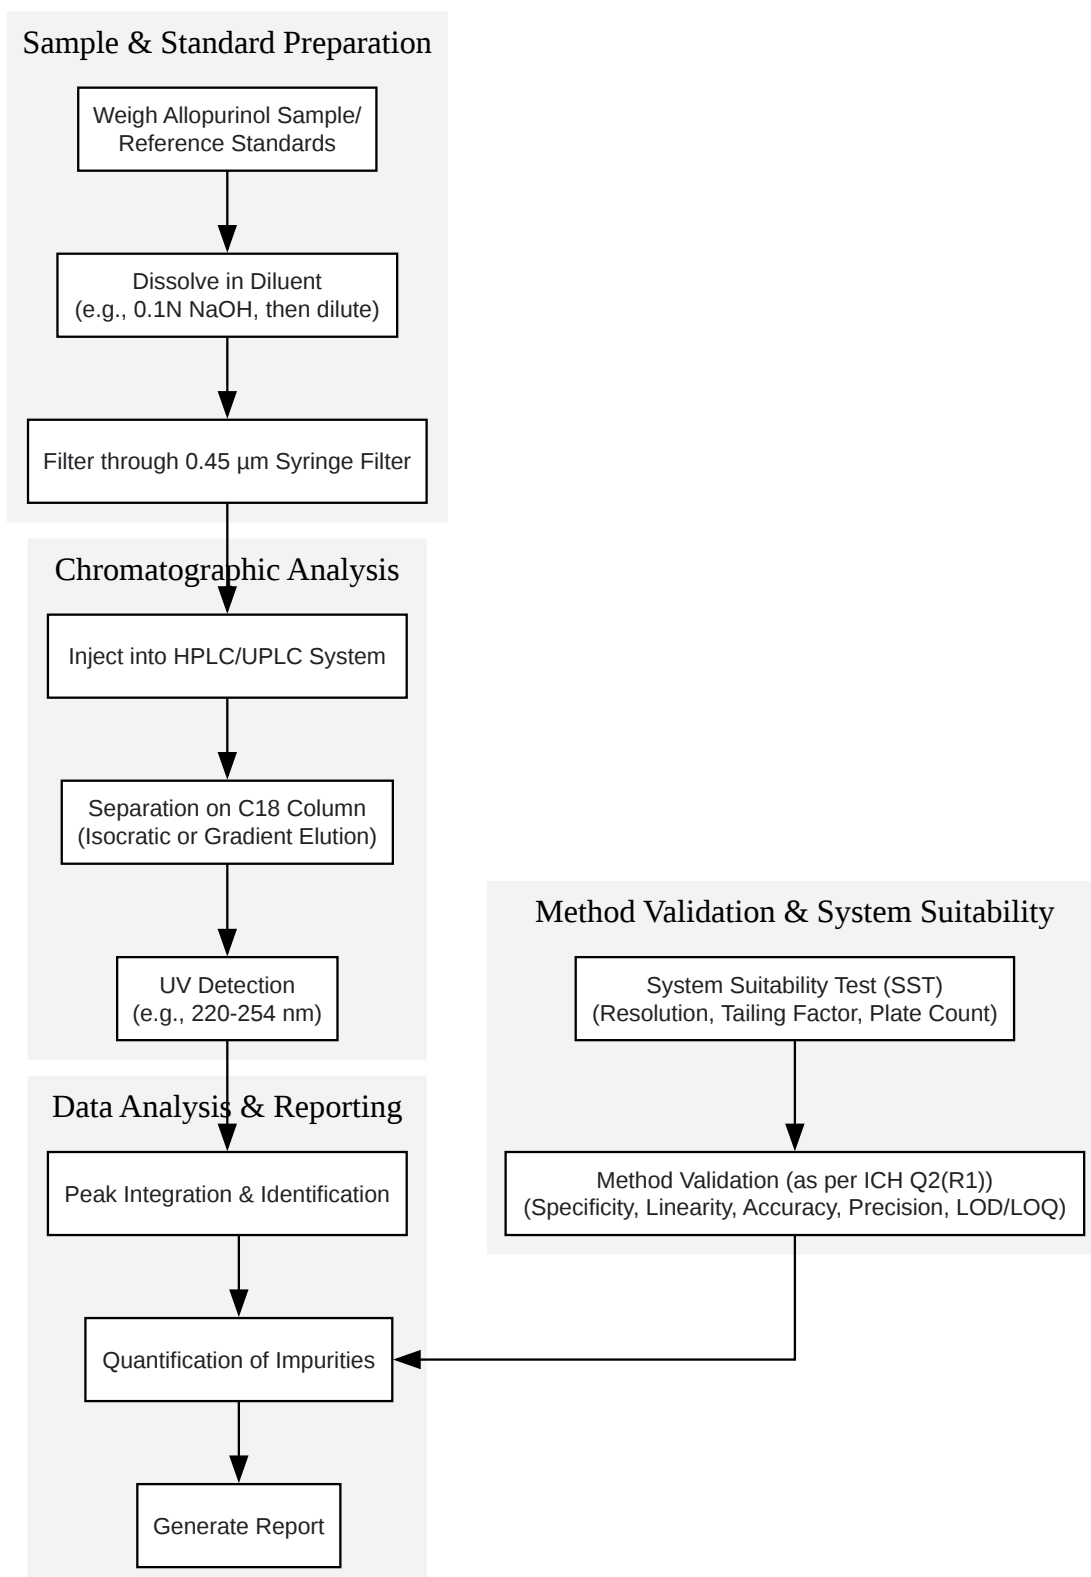 Sample & Standard Preparation
Weigh Allopurinol Sample/
Reference Standards
Dissolve in Diluent
(e.g., 0.1N NaOH, then dilute)
Filter through 0.45 µm Syringe Filter
Chromatographic Analysis
Inject into HPLC/UPLC System
Separation on C18 Column
(Isocratic or Gradient Elution)
UV Detection
(e.g., 220-254 nm)
Method Validation & System Suitability
System Suitability Test (SST)
(Resolution, Tailing Factor, Plate Count)
Method Validation (as per ICH Q2(R1))
(Specificity, Linearity, Accuracy, Precision, LOD/LOQ)
Data Analysis & Reporting
Peak Integration & Identification
Quantification of Impurities
Generate Report